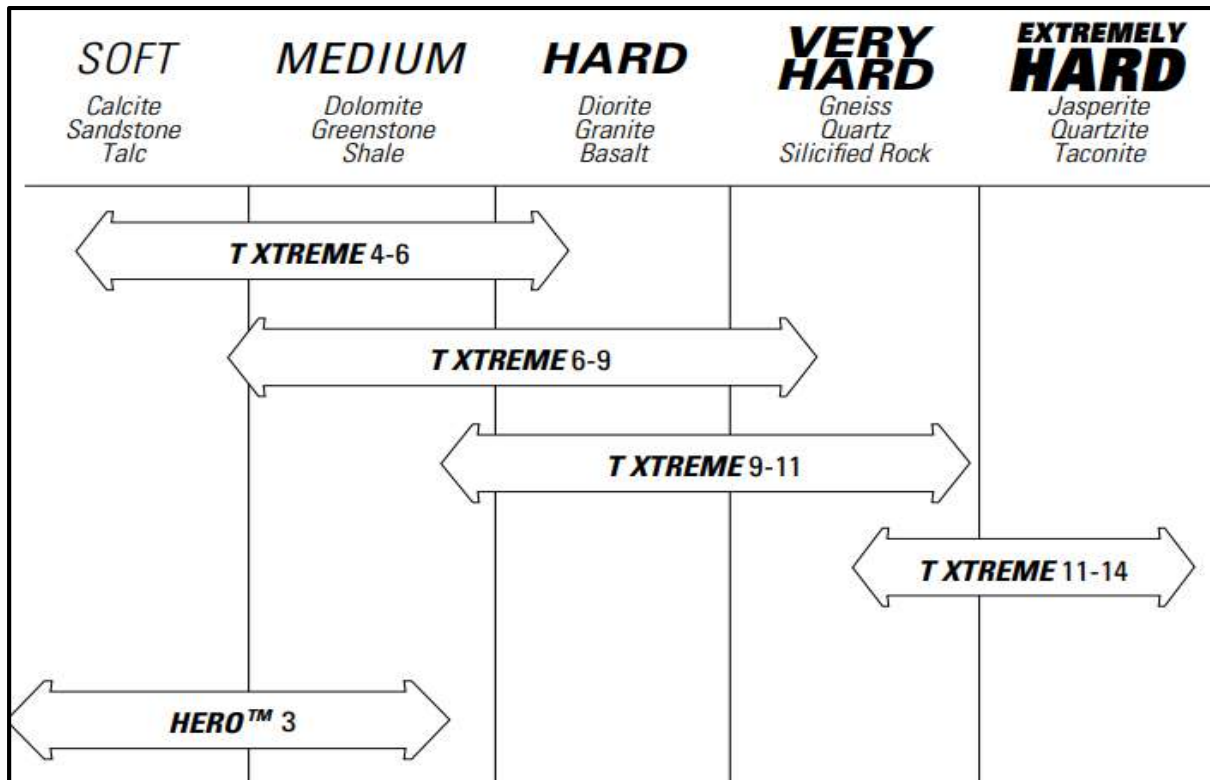 SOFT
Calcite
Sandstone
Talc
MEDIUM
Dolomite
Greenstone
Shale
HARD
Diorite
Granite
Basalt
VERY
HARD
Gneiss
Quartz
Silicified Rock
EXTREMELY
HARD
Jasperite
Quartzite
Taconite
T XTREME 4-6
T XTREME 6-9
T XTREME 9-11
T XTREME 11-14
HERO™ 3